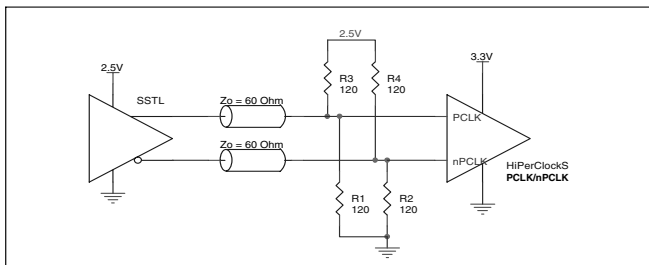 2.5V
3.3V
2.5V
SSTL
Zo = 60 Ohm
R3
120
R4
120
PCLK
Zo = 60 Ohm
nPCLK
HiPerClockS
PCLK/nPCLK
R1
120
R2
120